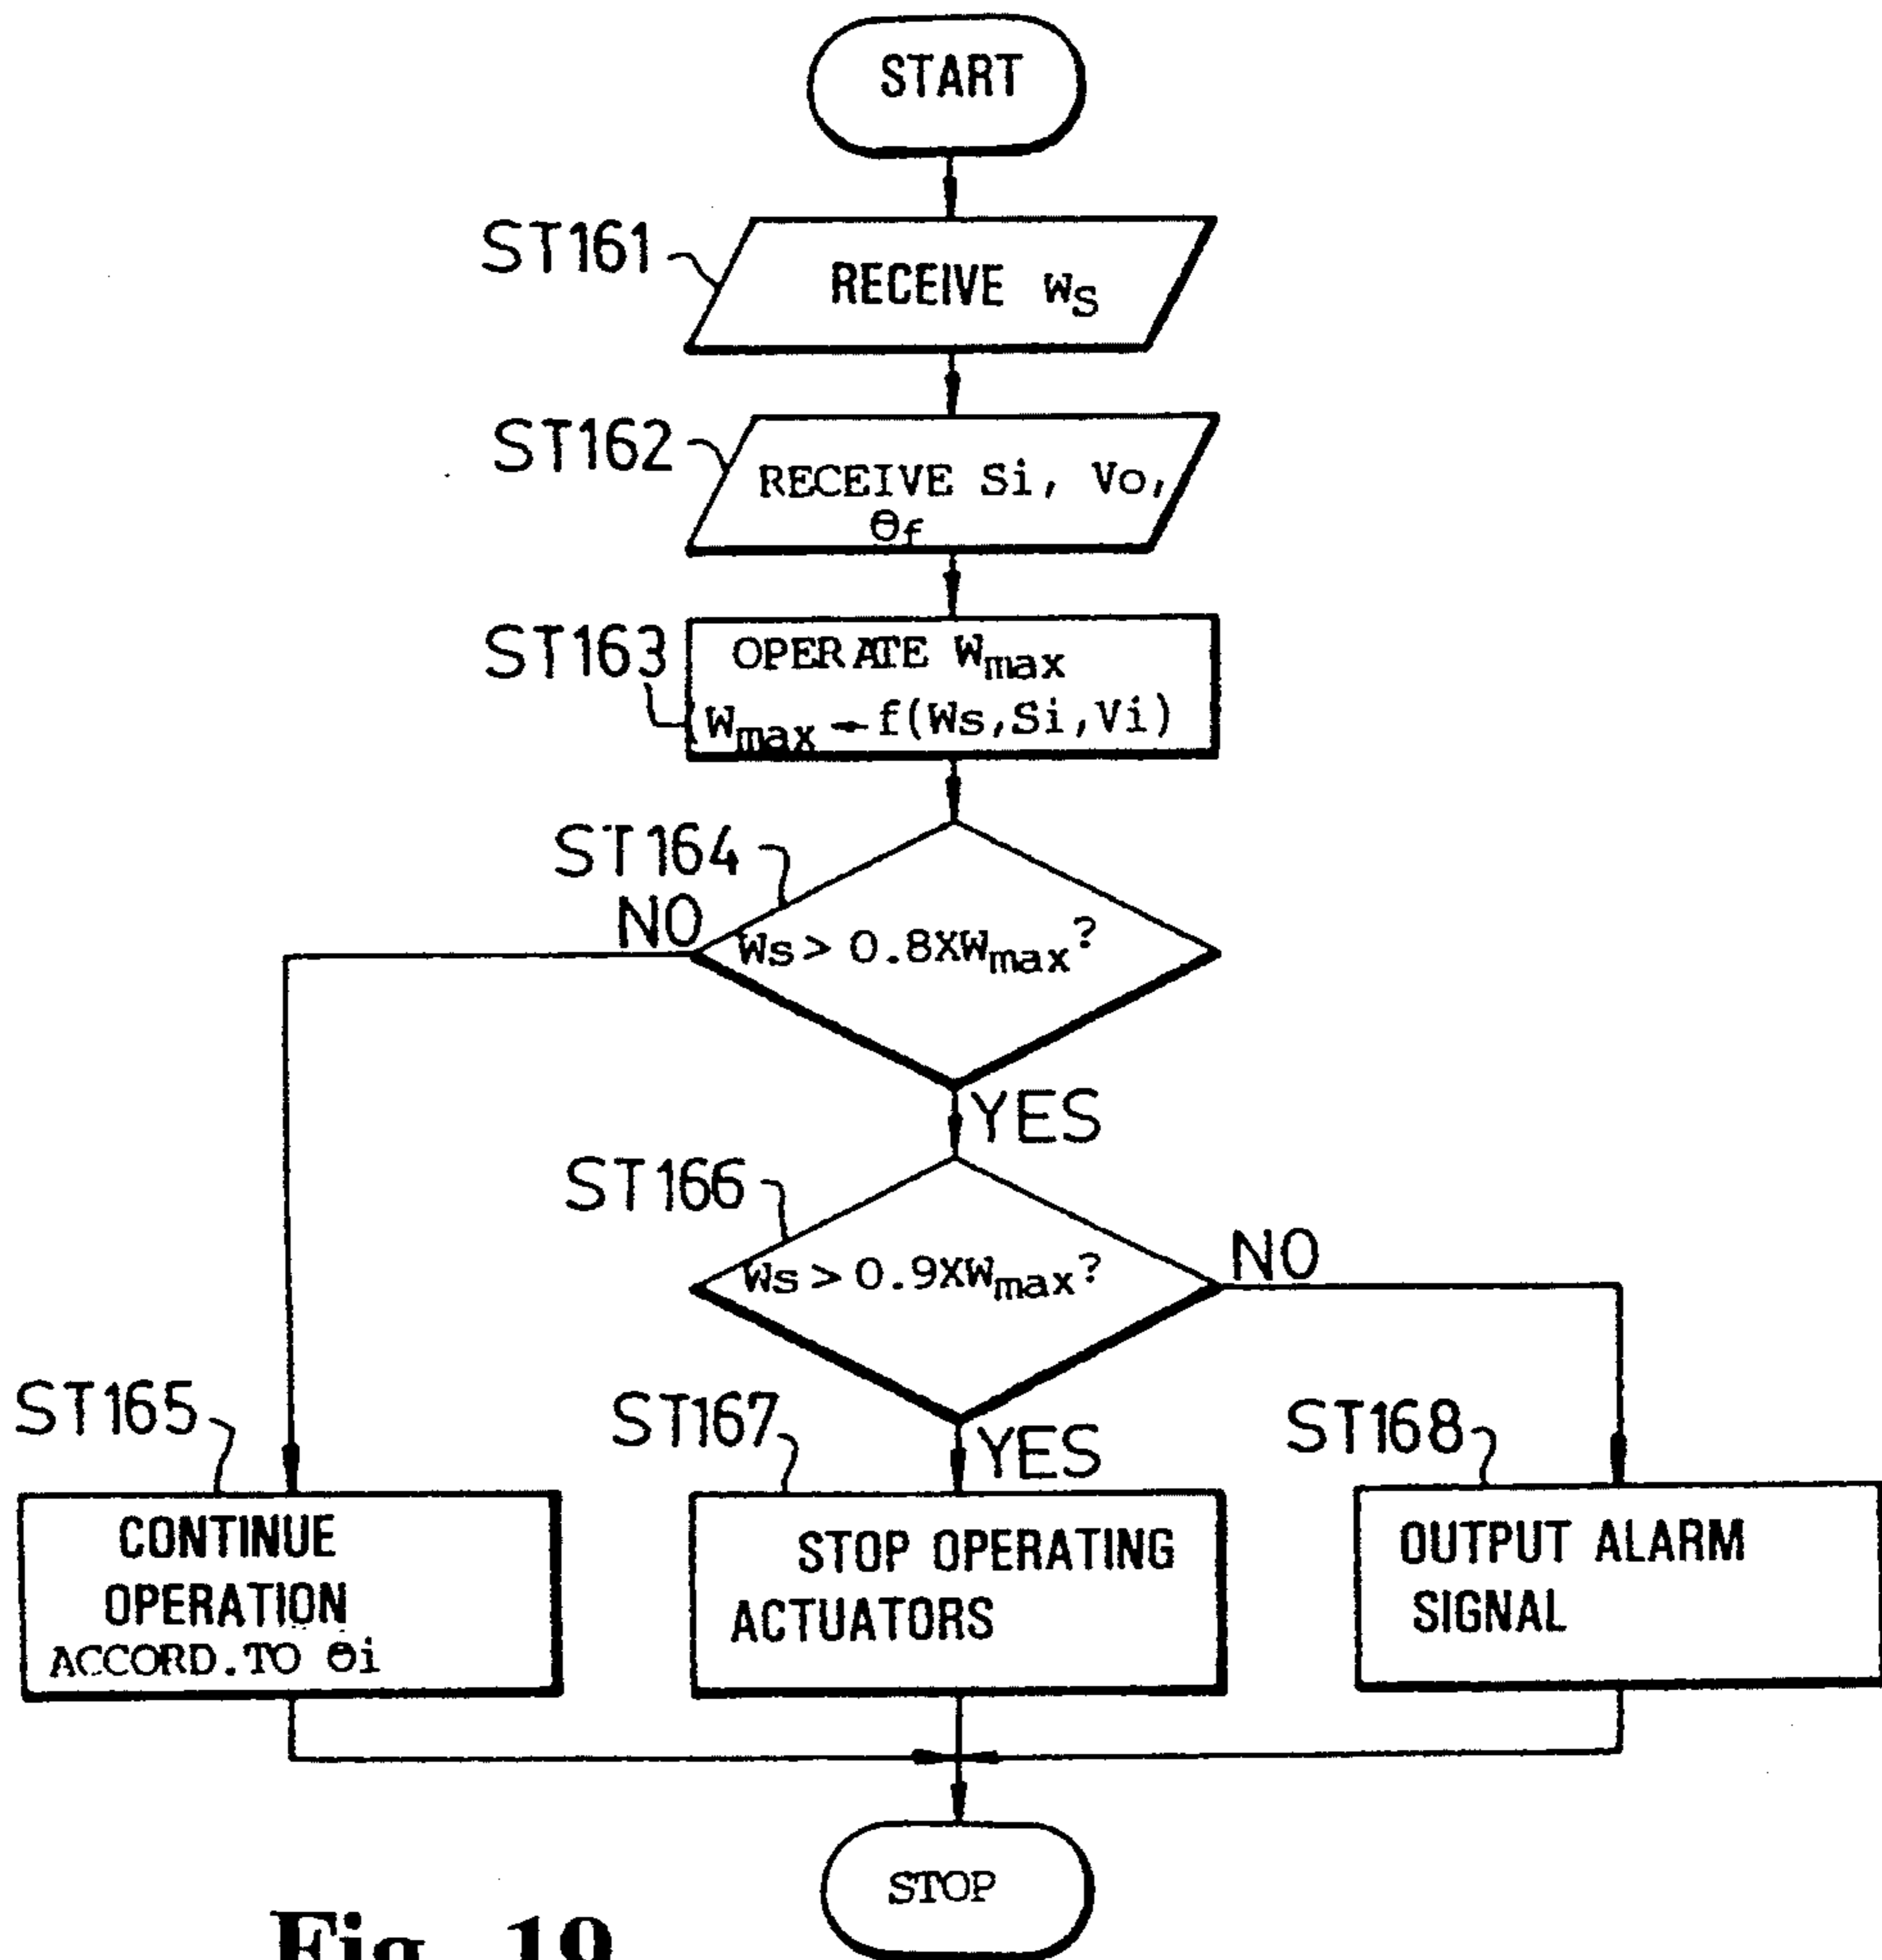 START
ST161
RECEIVE WS
ST162
RECEIVE Si, Vo,
θf
ST163
OPERATE Wmax
(Wmax ← f(Ws,Si,Vi)
ST164
NO
Ws > 0.8XWmax?
YES
ST166
Ws > 0.9XWmax?
NO
ST165
ST167
YES
ST168
CONTINUE
OPERATION
ACCORD.TO θi
STOP OPERATING
ACTUATORS
OUTPUT ALARM
SIGNAL
STOP
Fig. 19